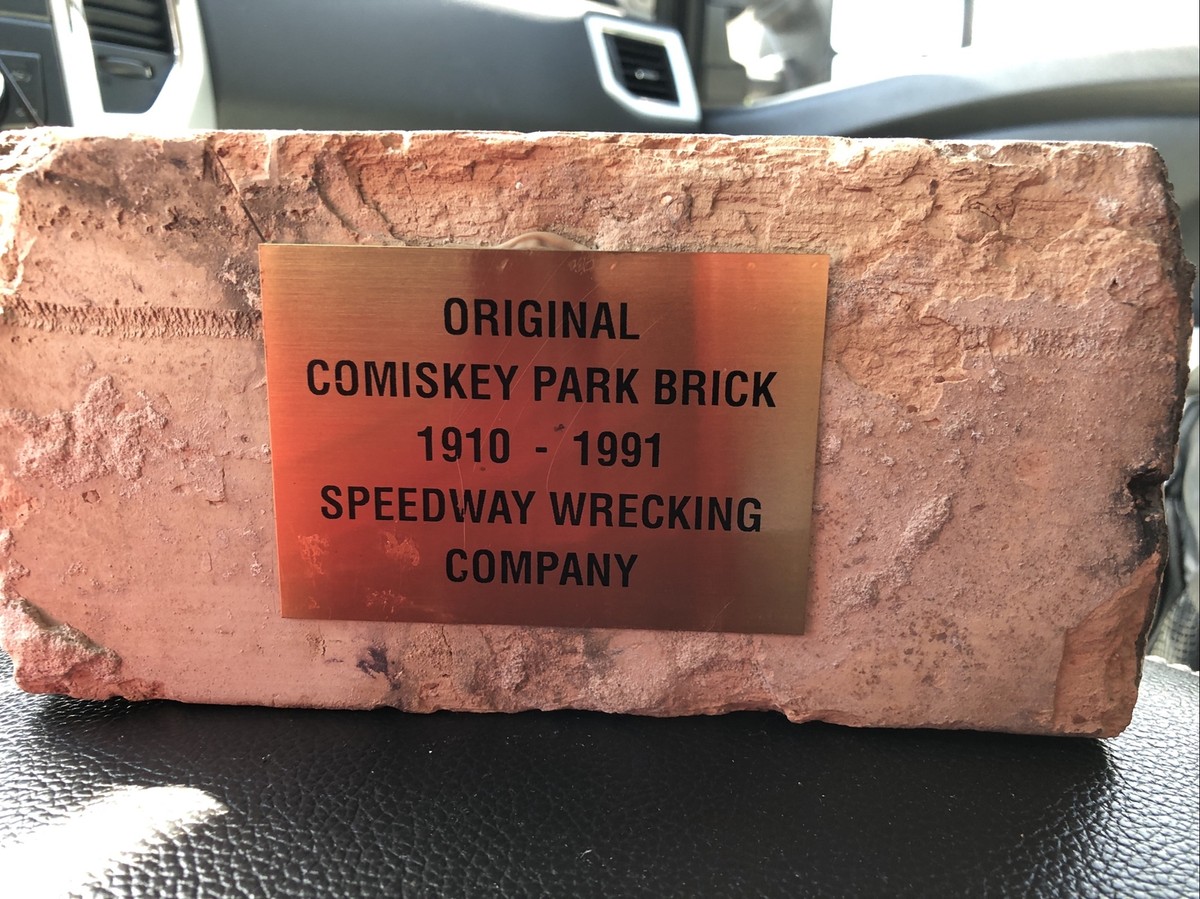 ORIGINAL
COMISKEY PARK BRICK
1910 - 1991
SPEEDWAY WRECKING
COMPANY